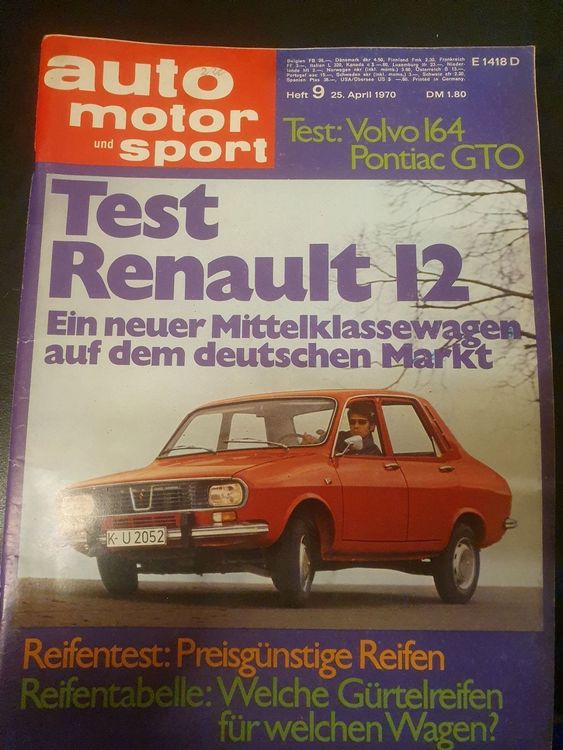 auto
motor
und sport
Heft 9 25. April 1970 DM 1.80
E 1418 D
Test: Volvo 164
Pontiac GTO
Test
Renault 12
Ein neuer Mittelklassewagen
auf dem deutschen Markt
K-U 2052
Reifentest: Preisgünstige Reifen
Reifentabelle: Welche Gürtelreifen
für welchen Wagen?